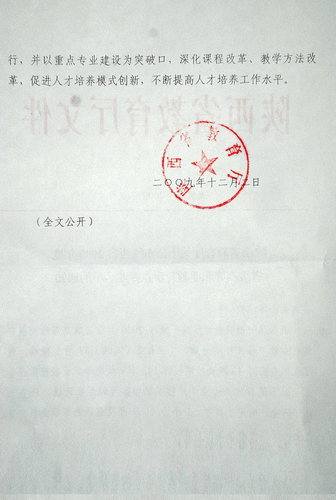 行，并以重点专业建设为突破口，深化课程改革、教学方法改
革，促进人才培养模式创新，不断提高人才培养工作水平。
陕西省教育厅
二〇〇九年十二月二日
（全文公开）